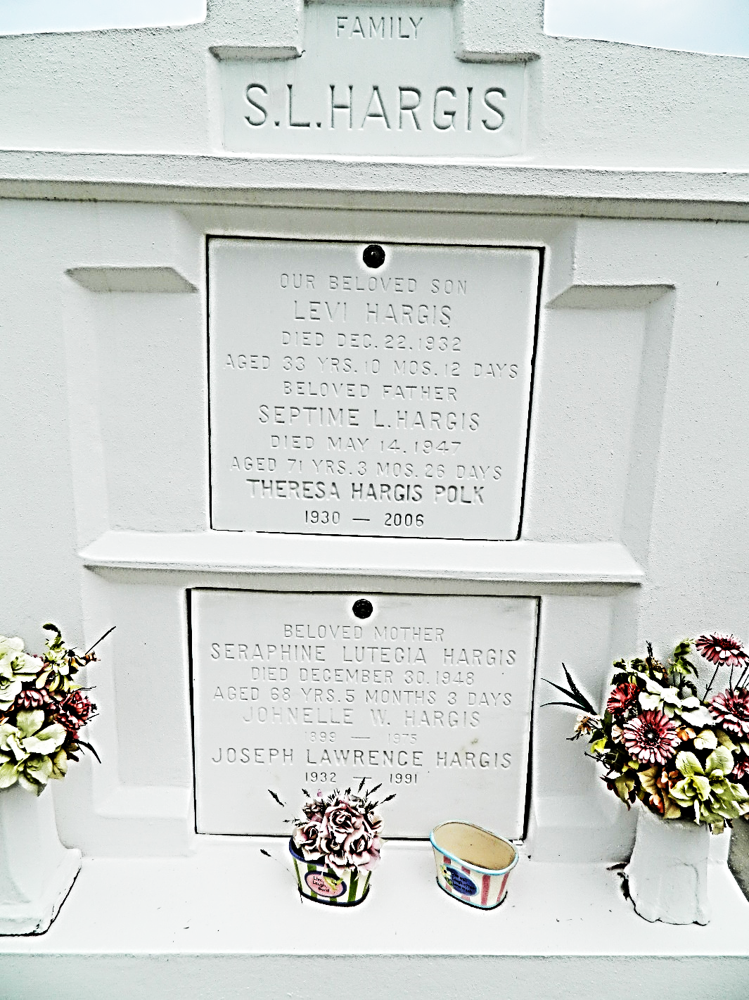 FAMILY
S.L.HARGIS
OUR BELOVED SON
LEVI HARGIS
DIED DEC.22.1932
AGED 33 YRS.10 MOS.12 DAYS
BELOVED FATHER
SEPTIME L.HARGIS
DIED MAY 14.1947
AGED 71 YRS.3 MOS.26 DAYS
THERESA HARGIS POLK
1930 — 2006
BELOVED MOTHER
SERAPHINE LUTECIA HARGIS
DIED DECEMBER 30.1948
AGED 68 YRS.5 MONTHS 3 DAYS
JOHNELLE W. HARGIS
1899 — 1975
JOSEPH LAWRENCE HARGIS
1932 — 1991